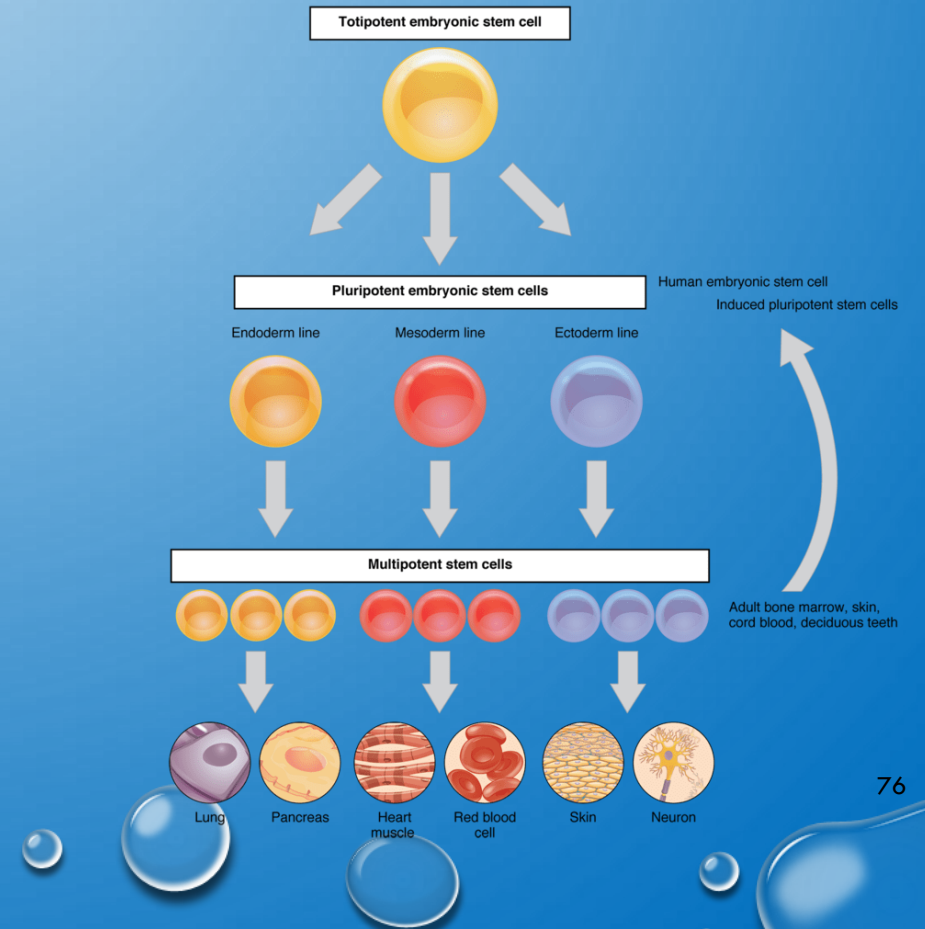 Totipotent embryonic stem cell
Pluripotent embryonic stem cells
Human embryonic stem cell
Induced pluripotent stem cells
Endoderm line
Mesoderm line
Ectoderm line
Multipotent stem cells
Adult bone marrow, skin,
cord blood, deciduous teeth
Lung
Pancreas
Heart
muscle
Red blood
cell
Skin
Neuron
76